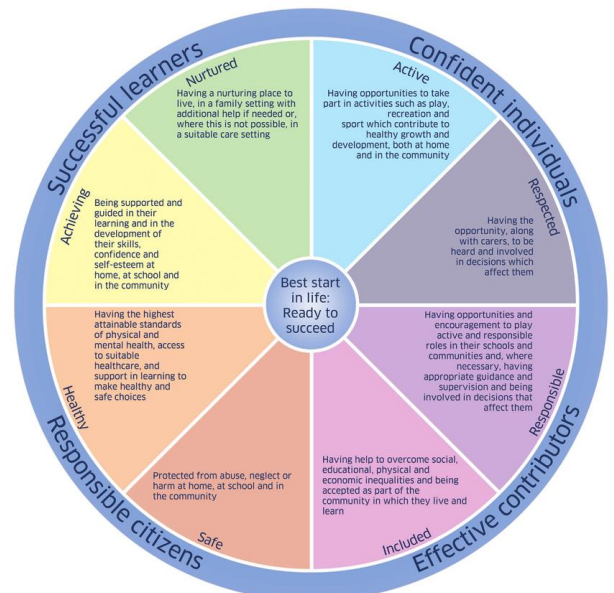 Successful learners
Confident individuals
Nurtured
Having a nurturing place to
live, in a family setting with
additional help if needed or,
where this is not possible, in
a suitable care setting
Active
Having opportunities to take
part in activities such as play,
recreation and
sport which contribute to
healthy growth and
development, both at home
and in the community
Achieving
Being supported and
guided in their
learning and in the
development of
their skills,
confidence and
self-esteem at
home, at school and
in the community
Respected
Having the
opportunity, along
with carers, to be
heard and involved
in decisions which
affect them
Best start
in life:
Ready to
succeed
Healthy
Having the highest
attainable standards
of physical and
mental health, access
to suitable
healthcare, and
support in learning to
make healthy and
safe choices
Responsible
Having opportunities and
encouragement to play
active and responsible
roles in their schools and
communities and, where
necessary, having
appropriate guidance and
supervision and being
involved in decisions that
affect them
Safe
Protected from abuse, neglect or
harm at home, at school and in
the community
Included
Having help to overcome social,
educational, physical and
economic inequalities and being
accepted as part of the
community in which they live and
learn
Responsible citizens
Effective contributors